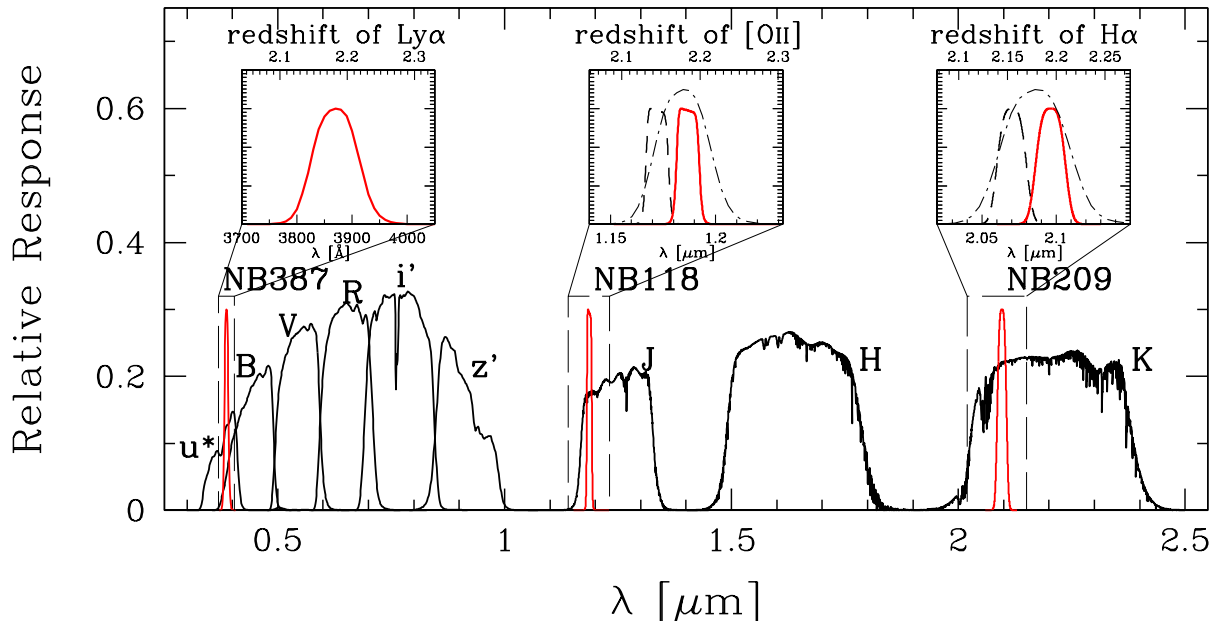 redshift of Lyα
redshift of [OII]
redshift of Hα
2.1 2.2 2.3
2.1 2.2 2.3
2.1 2.15 2.2 2.25
3700 3800 3900 4000
λ [Å]
1.15 1.2
λ [μm]
2.05 2.1
λ [μm]
NB387
NB118
NB209
u*
B
V
R
i'
z'
J
H
K
0.6
0.4
0.2
0
Relative Response
0.5 1 1.5 2 2.5
λ [μm]